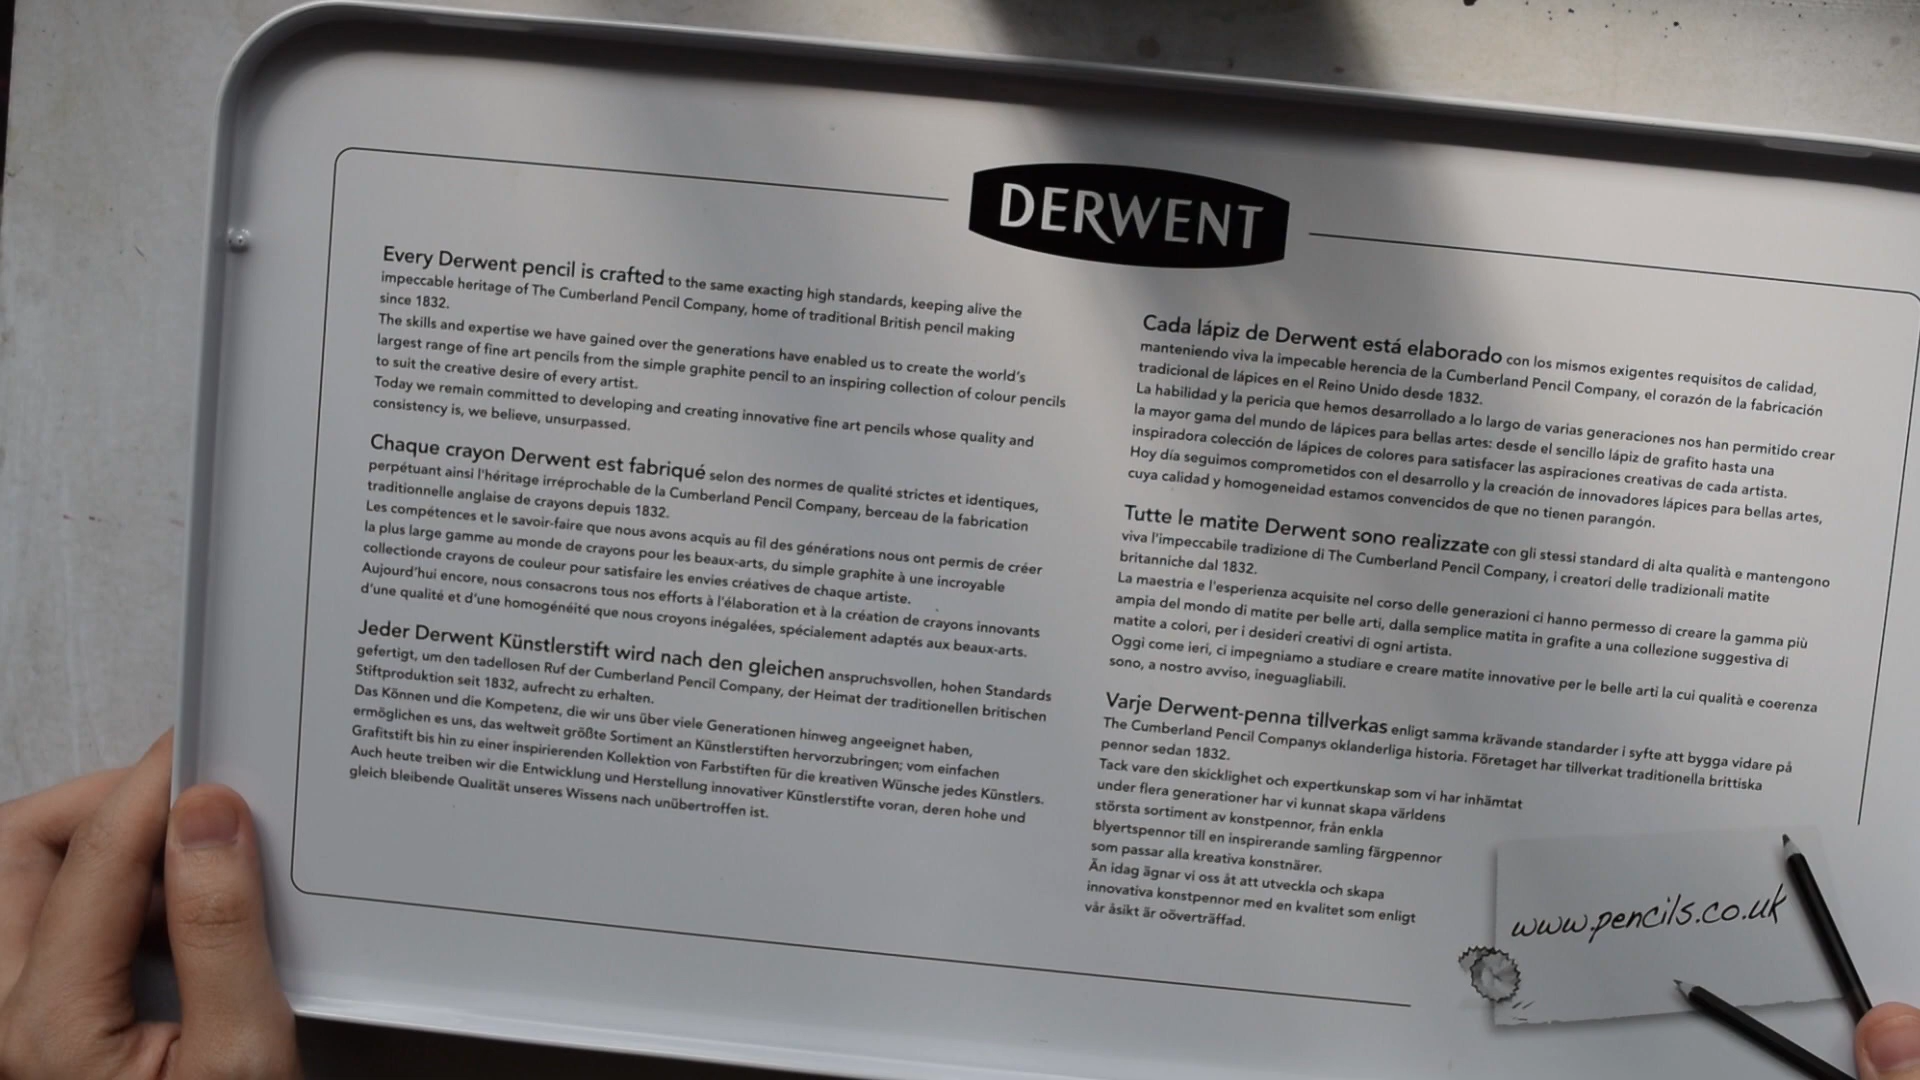 DERWENT
Every Derwent pencil is crafted to the same exacting high standards, keeping alive the
impeccable heritage of The Cumberland Pencil Company, home of traditional British pencil making
since 1832.
The skills and expertise we have gained over the generations have enabled us to create the world's
largest range of fine art pencils from the simple graphite pencil to an inspiring collection of colour pencils
to suit the creative desire of every artist.
Today we remain committed to developing and creating innovative fine art pencils whose quality and
consistency is, we believe, unsurpassed.
Chaque crayon Derwent est fabriqué selon des normes de qualité strictes et identiques,
perpétuant ainsi l'héritage irréprochable de la Cumberland Pencil Company, berceau de la fabrication
traditionnelle anglaise de crayons depuis 1832.
Les compétences et le savoir-faire que nous avons acquis au fil des générations nous ont permis de créer
la plus large gamme au monde de crayons pour les beaux-arts, du simple graphite à une incroyable
collectionde crayons de couleur pour satisfaire les envies créatives de chaque artiste.
Aujourd'hui encore, nous consacrons tous nos efforts à l'élaboration et à la création de crayons innovants
d'une qualité et d'une homogénéité que nous croyons inégalées, spécialement adaptés aux beaux-arts.
Jeder Derwent Künstlerstift wird nach den gleichen anspruchsvollen, hohen Standards
gefertigt, um den tadellosen Ruf der Cumberland Pencil Company, der Heimat der traditionellen britischen
Stiftproduktion seit 1832, aufrecht zu erhalten.
Das Können und die Kompetenz, die wir uns über viele Generationen hinweg angeeignet haben,
ermöglichen es uns, das weltweit größte Sortiment an Künstlerstiften hervorzubringen; vom einfachen
Grafitstift bis hin zu einer inspirierenden Kollektion von Farbstiften für die kreativen Wünsche jedes Künstlers.
Auch heute treiben wir die Entwicklung und Herstellung innovativer Künstlerstifte voran, deren hohe und
gleich bleibende Qualität unseres Wissens nach unübertroffen ist.
Cada lápiz de Derwent está elaborado con los mismos exigentes requisitos de calidad,
manteniendo viva la impecable herencia de la Cumberland Pencil Company, el corazón de la fabricación
tradicional de lápices en el Reino Unido desde 1832.
La habilidad y la pericia que hemos desarrollado a lo largo de varias generaciones nos han permitido crear
la mayor gama del mundo de lápices para bellas artes: desde el sencillo lápiz de grafito hasta una
inspiradora colección de lápices de colores para satisfacer las aspiraciones creativas de cada artista.
Hoy día seguimos comprometidos con el desarrollo y la creación de innovadores lápices para bellas artes,
cuya calidad y homogeneidad estamos convencidos de que no tienen parangón.
Tutte le matite Derwent sono realizzate con gli stessi standard di alta qualità e mantengono
viva l'impeccabile tradizione di The Cumberland Pencil Company, i creatori delle tradizionali matite
britanniche dal 1832.
La maestria e l'esperienza acquisite nel corso delle generazioni ci hanno permesso di creare la gamma più
ampia del mondo di matite per belle arti, dalla semplice matita in grafite a una collezione suggestiva di
matite a colori, per i desideri creativi di ogni artista.
Oggi come ieri, ci impegniamo a studiare e creare matite innovative per le belle arti la cui qualità e coerenza
sono, a nostro avviso, ineguagliabili.
Varje Derwent-penna tillverkas enligt samma krävande standarder i syfte att bygga vidare på
The Cumberland Pencil Companys oklanderliga historia. Företaget har tillverkat traditionella brittiska
pennor sedan 1832.
Tack vare den skicklighet och expertkunskap som vi har inhämtat
under flera generationer har vi kunnat skapa världens
största sortiment av konstpennor, från enkla
blyertspennor till en inspirerande samling färgpennor
som passar alla kreativa konstnärer.
Än idag ägnar vi oss åt att utveckla och skapa
innovativa konstpennor med en kvalitet som enligt
vår åsikt är oöverträffad.
www.pencils.co.uk